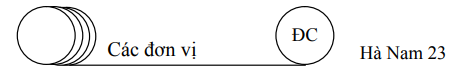 Các đơn vị ĐC Hà Nam 23